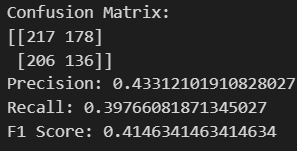 Confusion Matrix:
[[217 178]
 [206 136]]
Precision: 0.43312101910828027
Recall: 0.39766081871345027
F1 Score: 0.4146341463414634